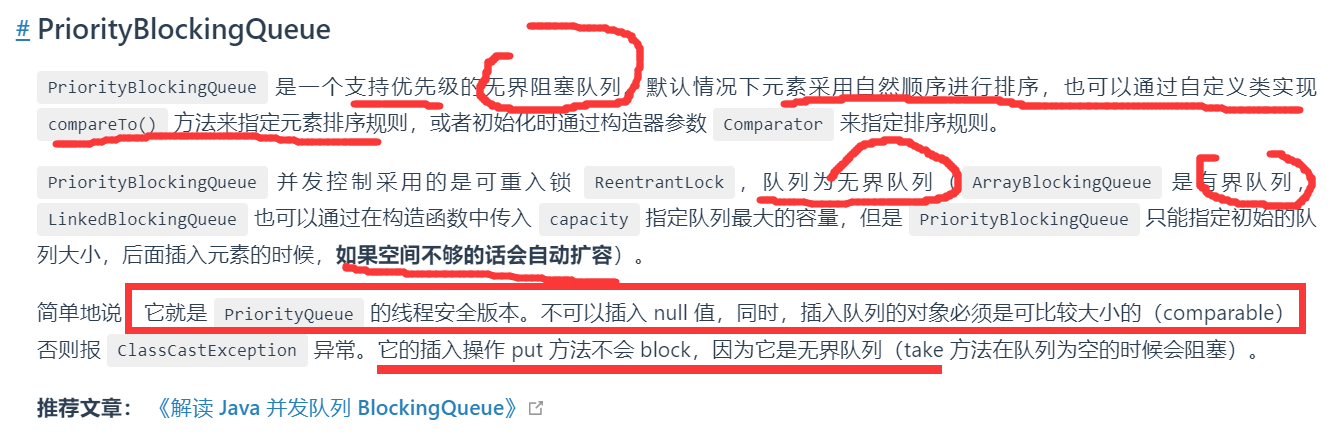 # PriorityBlockingQueue
PriorityBlockingQueue 是一个支持优先级的无界阻塞队列，默认情况下元素采用自然顺序进行排序，也可以通过自定义类实现
compareTo() 方法来指定元素排序规则，或者初始化时通过构造器参数 Comparator 来指定排序规则。
PriorityBlockingQueue 并发控制采用的是可重入锁 ReentrantLock，队列为无界队列（ArrayBlockingQueue 是有界队列，
LinkedBlockingQueue 也可以通过在构造函数中传入 capacity 指定队列最大的容量，但是 PriorityBlockingQueue 只能指定初始的队
列大小，后面插入元素的时候，如果空间不够的话会自动扩容）。
简单地说，它就是 PriorityQueue 的线程安全版本。不可以插入 null 值，同时，插入队列的对象必须是可比较大小的（comparable），
否则报 ClassCastException 异常。它的插入操作 put 方法不会 block，因为它是无界队列（take 方法在队列为空的时候会阻塞）。
推荐文章：《解读 Java 并发队列 BlockingQueue》